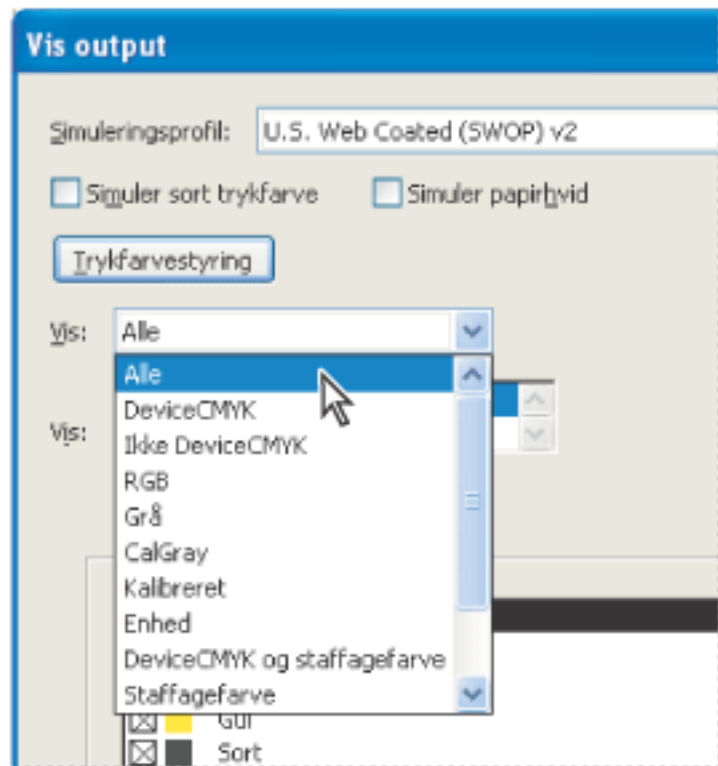 Vis output
Simuleringsprofil: U.S. Web Coated (SWOP) v2
Simuler sort trykfarve Simuler papirhvid
Trykfarvestyring
Vis: Alle
Alle
DeviceCMYK
Vis:
Ikke DeviceCMYK
RGB
Grå
CalGray
Kalibreret
Enhed
DeviceCMYK og staffagefarve
Staffagefarve
Gul
Sort